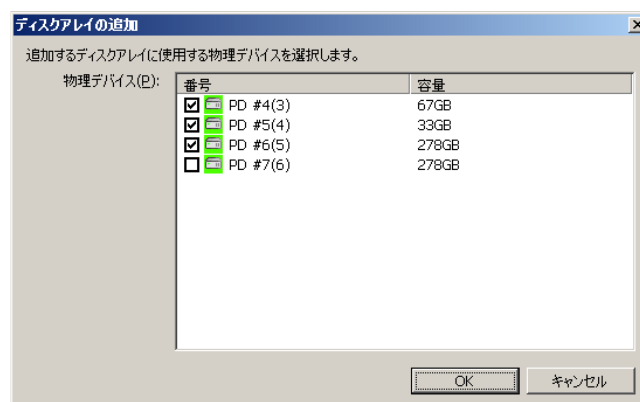 ディスクアレイの追加
追加するディスクアレイに使用する物理デバイスを選択します。
物理デバイス(P):
番号 容量
PD #4(3) 67GB
PD #5(4) 33GB
PD #6(5) 278GB
PD #7(6) 278GB
OK キャンセル